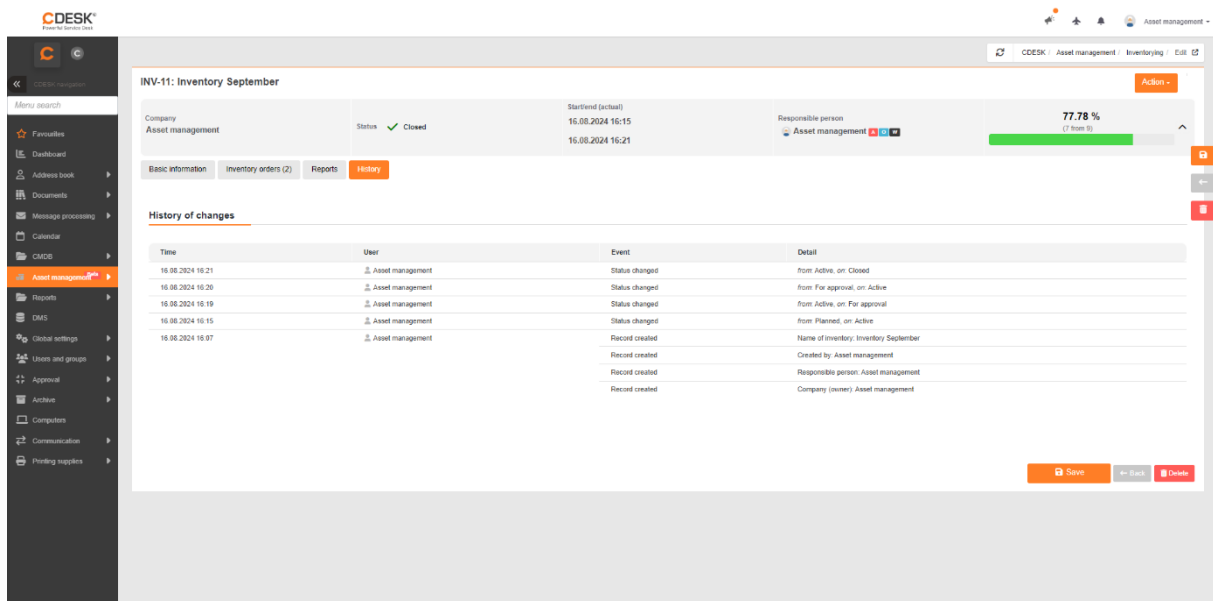 CDESK®
Powerful Service Desk
Asset management
CDESK navigation
CDESK / Asset management / Inventorying / Edit
Menu search
Favourites
Dashboard
Address book
Documents
Message processing
Calendar
CMDB
Asset management Beta
Reports
DMS
Global settings
Users and groups
Approval
Archive
Computers
Communication
Printing supplies
INV-11: Inventory September
Action
Company
Asset management
Status Closed
Start/end (actual)
16.08.2024 16:15
16.08.2024 16:21
Responsible person
Asset management A O W
77.78 %
(7 from 9)
Basic information Inventory orders (2) Reports History
History of changes
Time User Event Detail
16.08.2024 16:21 Asset management Status changed from: Active, on: Closed
16.08.2024 16:20 Asset management Status changed from: For approval, on: Active
16.08.2024 16:19 Asset management Status changed from: Active, on: For approval
16.08.2024 16:15 Asset management Status changed from: Planned, on: Active
16.08.2024 16:07 Asset management Record created Name of inventory: Inventory September
Record created Created by: Asset management
Record created Responsible person: Asset management
Record created Company (owner): Asset management
Save ← Back Delete